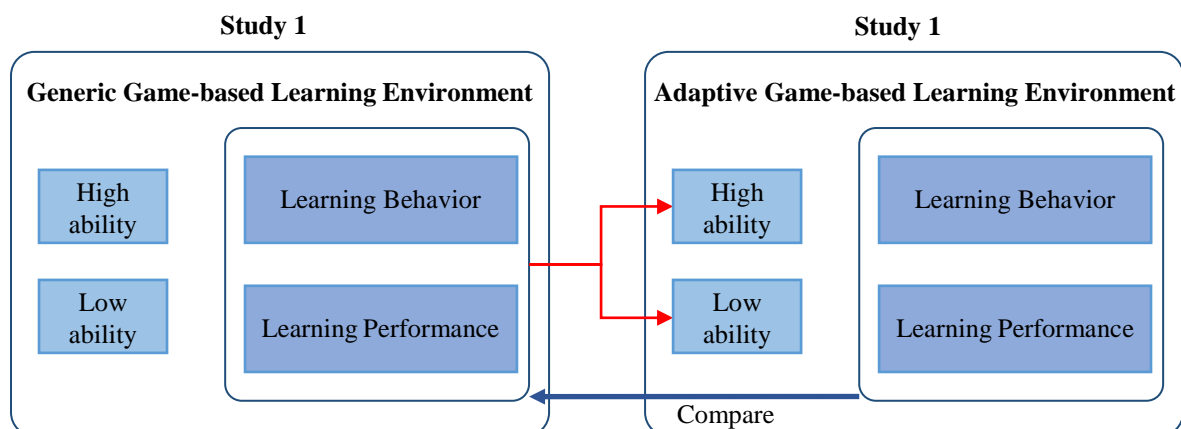 Study 1
Generic Game-based Learning Environment
High
ability
Low
ability
Learning Behavior
Learning Performance
Study 1
Adaptive Game-based Learning Environment
High
ability
Low
ability
Learning Behavior
Learning Performance
Compare